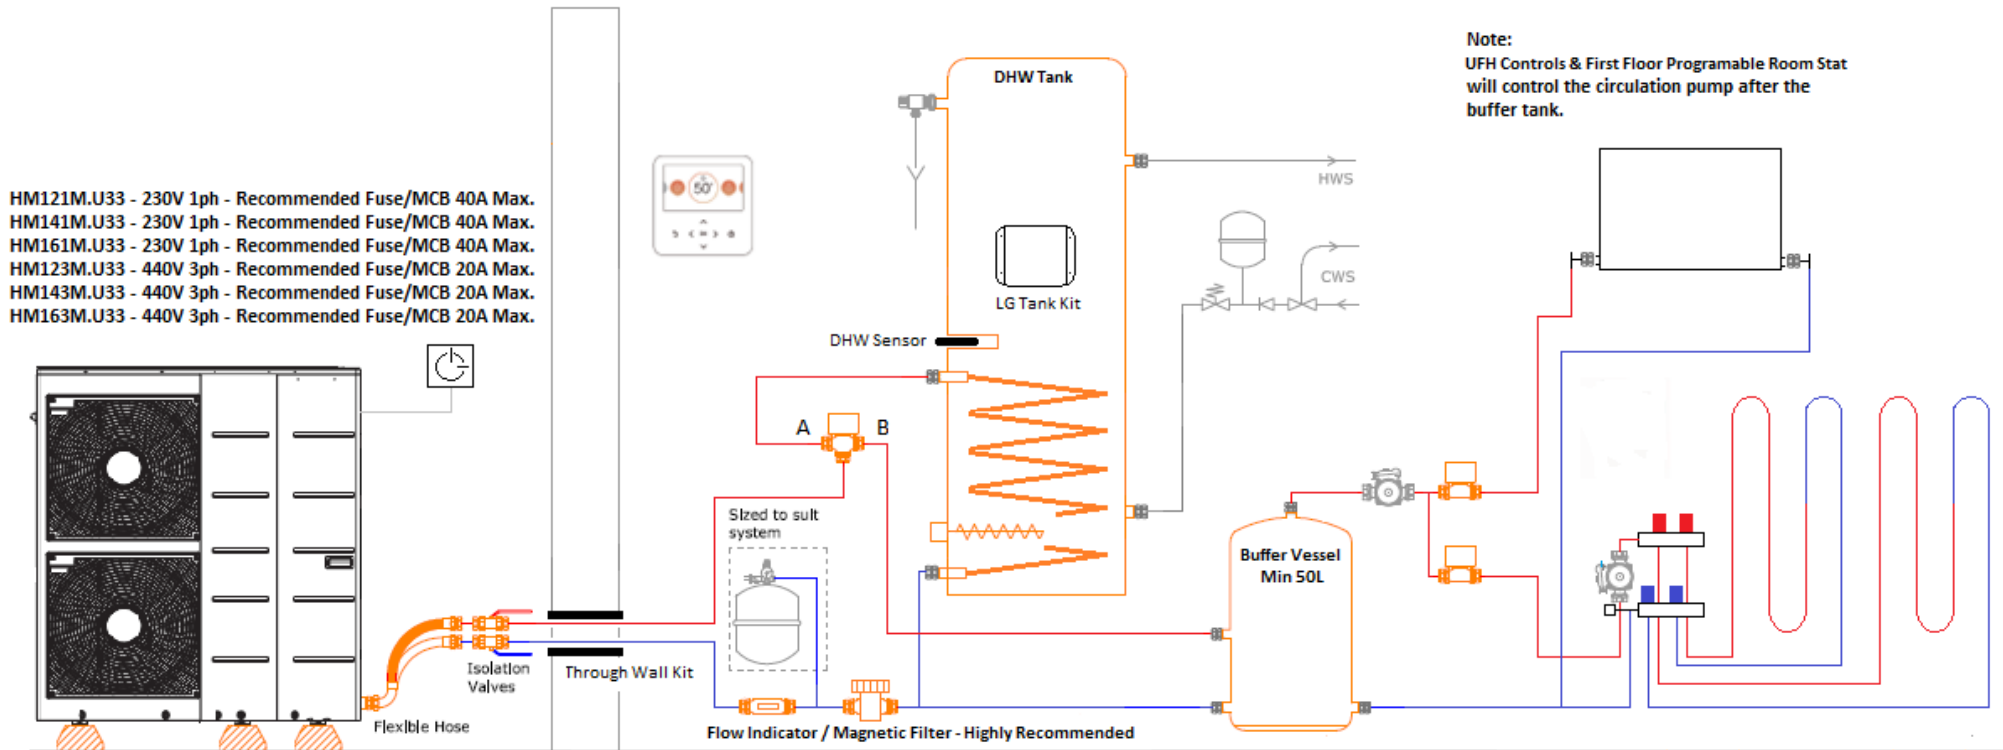 Note:
UFH Controls & First Floor Programable Room Stat
will control the circulation pump after the
buffer tank.
DHW Tank
HWS
CWS
50°
HM121M.U33 - 230V 1ph - Recommended Fuse/MCB 40A Max.
HM141M.U33 - 230V 1ph - Recommended Fuse/MCB 40A Max.
HM161M.U33 - 230V 1ph - Recommended Fuse/MCB 40A Max.
HM123M.U33 - 440V 3ph - Recommended Fuse/MCB 20A Max.
HM143M.U33 - 440V 3ph - Recommended Fuse/MCB 20A Max.
HM163M.U33 - 440V 3ph - Recommended Fuse/MCB 20A Max.
LG Tank Kit
DHW Sensor
A
B
Sized to suit
system
Buffer Vessel
Min 50L
Isolation
Valves
Through Wall Kit
Flexible Hose
Flow Indicator / Magnetic Filter - Highly Recommended